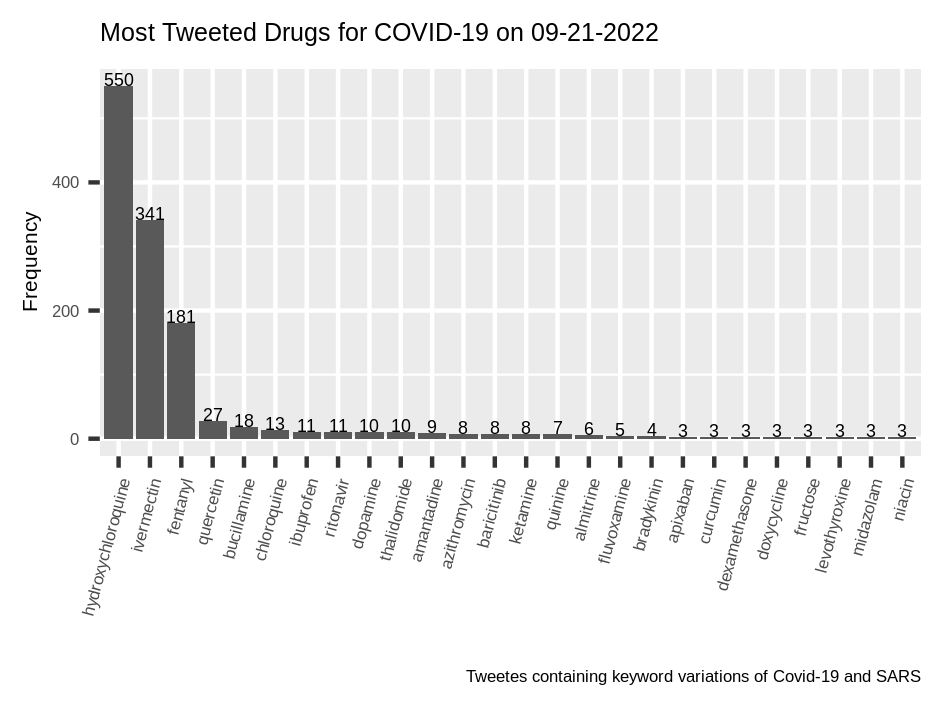 Most Tweeted Drugs for COVID-19 on 09-21-2022
Frequency
400
200
0
550
341
181
27
18
13
11
11
10
10
9
8
8
8
7
6
5
4
3
3
3
3
3
3
3
3
hydroxychloroquine
ivermectin
fentanyl
quercetin
bucillamine
chloroquine
ibuprofen
ritonavir
dopamine
thalidomide
amantadine
azithromycin
baricitinib
ketamine
quinine
almitrine
fluvoxamine
bradykinin
apixaban
curcumin
dexamethasone
doxycycline
fructose
levothyroxine
midazolam
niacin
Tweetes containing keyword variations of Covid-19 and SARS